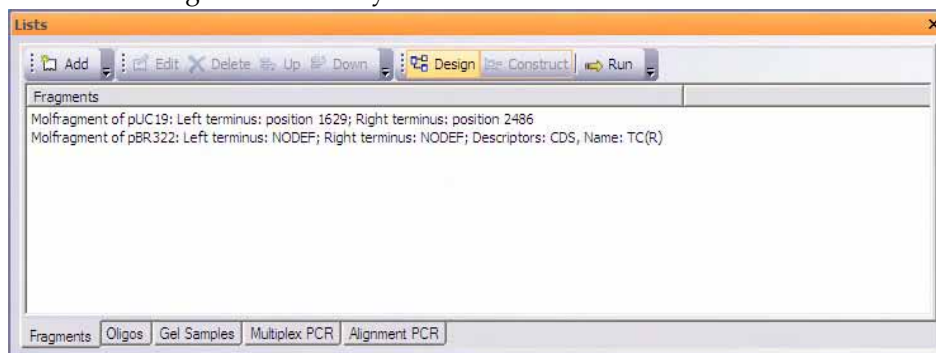 Lists
Add Edit Delete Up Down Design Construct Run
Fragments
Molfragment of pUC19: Left terminus: position 1629; Right terminus: position 2486
Molfragment of pBR322: Left terminus: NODEF; Right terminus: NODEF; Descriptors: CDS, Name: TC(R)
Fragments Oligos Gel Samples Multiplex PCR Alignment PCR